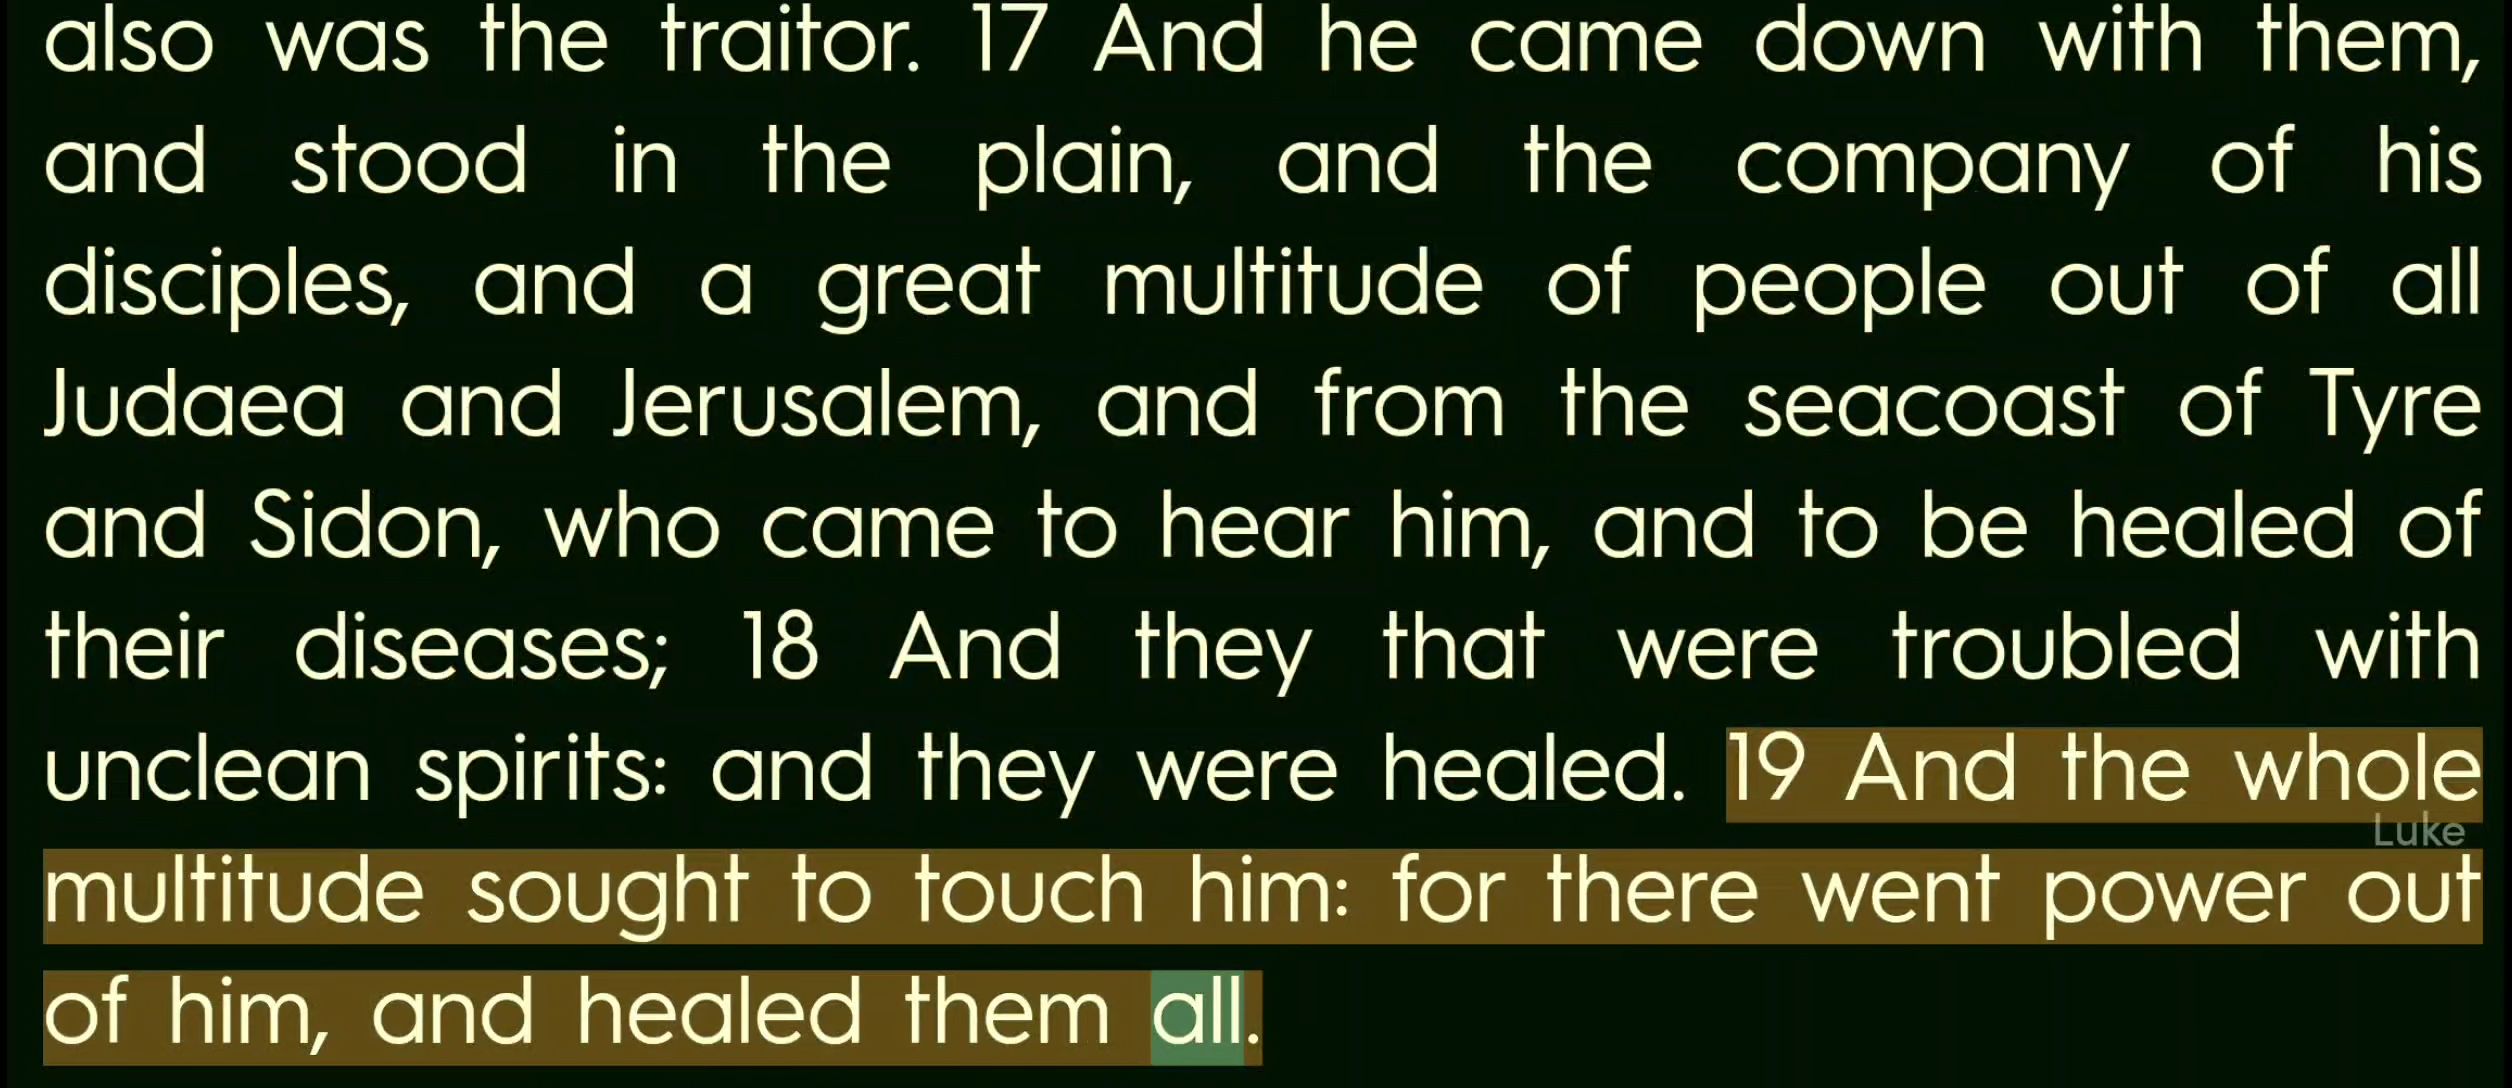 also was the traitor. 17 And he came down with them,
and stood in the plain, and the company of his
disciples, and a great multitude of people out of all
Judaea and Jerusalem, and from the seacoast of Tyre
and Sidon, who came to hear him, and to be healed of
their diseases; 18 And they that were troubled with
unclean spirits: and they were healed. 19 And the whole
Luke
multitude sought to touch him: for there went power out
of him, and healed them all.